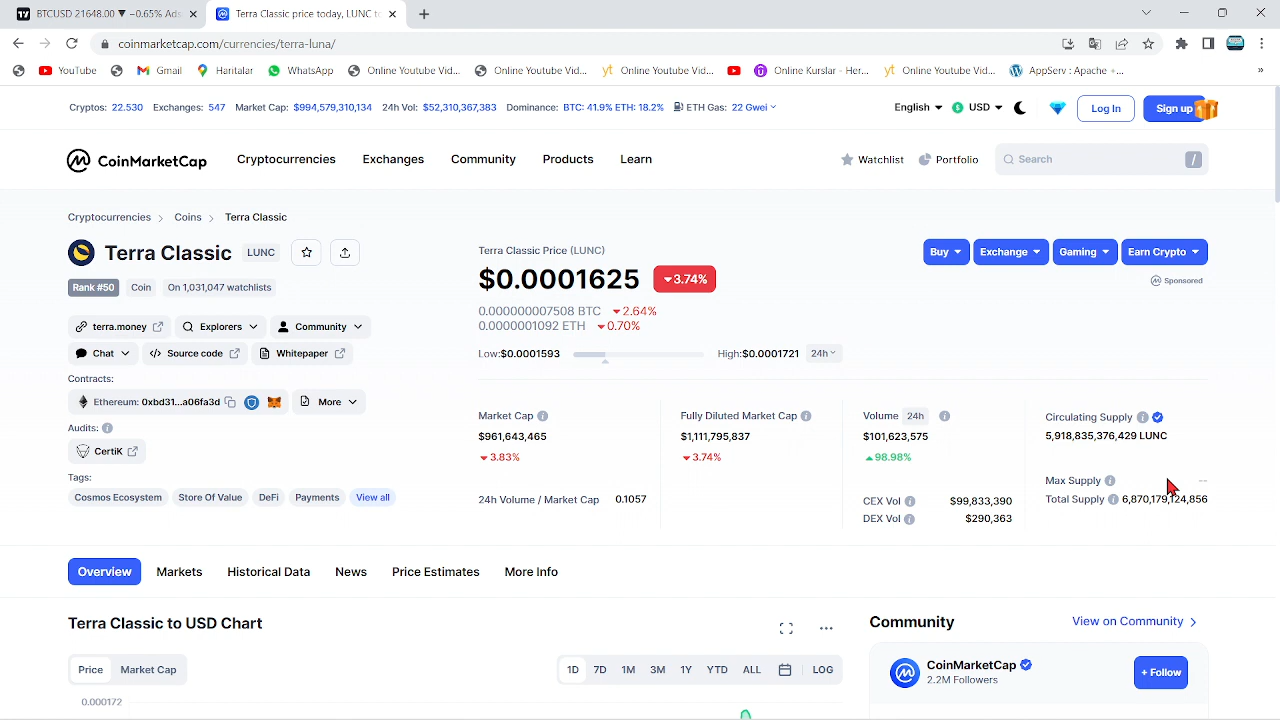 BTCUSD 21648.00 ▼ −0.65% Ad:
Terra Classic price today, LUNC to
coinmarketcap.com/currencies/terra-luna/
YouTube Gmail Haritalar WhatsApp Online Youtube Vid... Online Youtube Vid... Online Youtube Vid... Online Kurslar - Her... Online Youtube Vid... AppServ : Apache +... »
Cryptos: 22.530 Exchanges: 547 Market Cap: $994,579,310,134 24h Vol: $52,310,367,383 Dominance: BTC: 41.9% ETH: 18.2% ETH Gas: 22 Gwei
English USD Log In Sign up
CoinMarketCap Cryptocurrencies Exchanges Community Products Learn Watchlist Portfolio Search /
Cryptocurrencies > Coins > Terra Classic
Terra Classic LUNC
Rank #50 Coin On 1,031,047 watchlists
terra.money Explorers Community
Chat Source code Whitepaper
Contracts:
Ethereum: 0xbd31...a06fa3d More
Audits:
CertiK
Tags:
Cosmos Ecosystem Store Of Value DeFi Payments View all
Terra Classic Price (LUNC)
$0.0001625 3.74%
0.000000007508 BTC 2.64%
0.0000001092 ETH 0.70%
Low:$0.0001593 High:$0.0001721 24h
Buy Exchange Gaming Earn Crypto
Sponsored
Market Cap
$961,643,465
3.83%
24h Volume / Market Cap 0.1057
Fully Diluted Market Cap
$1,111,795,837
3.74%
Volume 24h
$101,623,575
98.98%
CEX Vol $99,833,390
DEX Vol $290,363
Circulating Supply
5,918,835,376,429 LUNC
Max Supply --
Total Supply 6,870,179,124,856
Overview Markets Historical Data News Price Estimates More Info
Terra Classic to USD Chart
Price Market Cap
1D 7D 1M 3M 1Y YTD ALL LOG
0.000172
Community View on Community >
CoinMarketCap
2.2M Followers
+ Follow